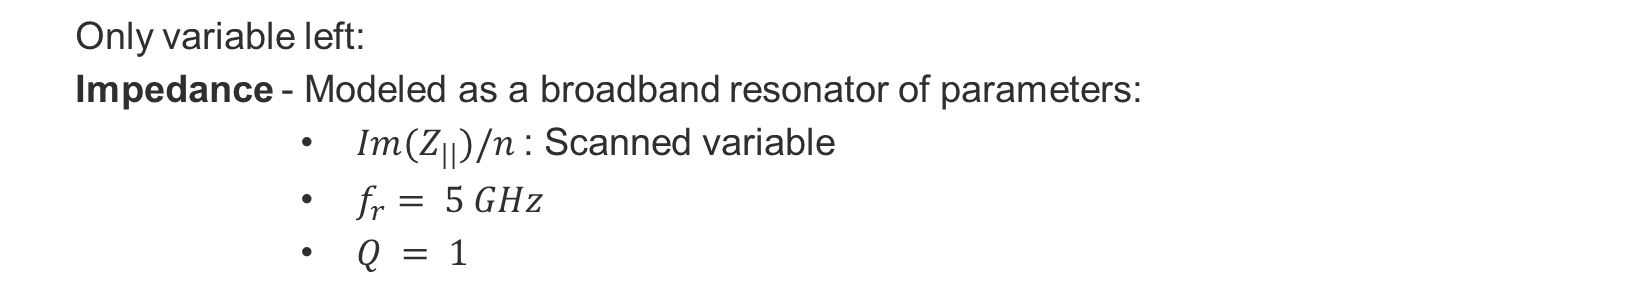 Only variable left:
Impedance - Modeled as a broadband resonator of parameters:
• Im(Z||)/n : Scanned variable
• fr = 5 GHz
• Q = 1